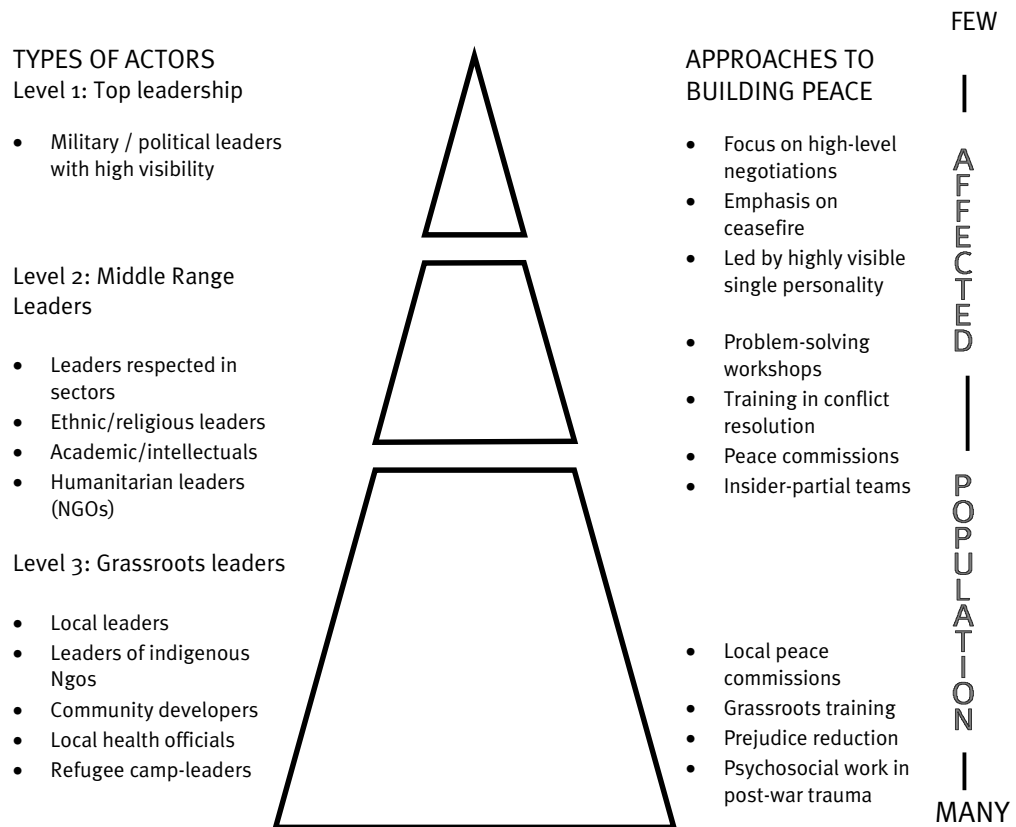 TYPES OF ACTORS
Level 1: Top leadership
• Military / political leaders
with high visibility
Level 2: Middle Range
Leaders
• Leaders respected in
sectors
• Ethnic/religious leaders
• Academic/intellectuals
• Humanitarian leaders
(NGOs)
Level 3: Grassroots leaders
• Local leaders
• Leaders of indigenous
Ngos
• Community developers
• Local health officials
• Refugee camp-leaders
APPROACHES TO
BUILDING PEACE
• Focus on high-level
negotiations
• Emphasis on
ceasefire
• Led by highly visible
single personality
• Problem-solving
workshops
• Training in conflict
resolution
• Peace commissions
• Insider-partial teams
• Local peace
commissions
• Grassroots training
• Prejudice reduction
• Psychosocial work in
post-war trauma
FEW
AFFECTED
POPULATION
MANY